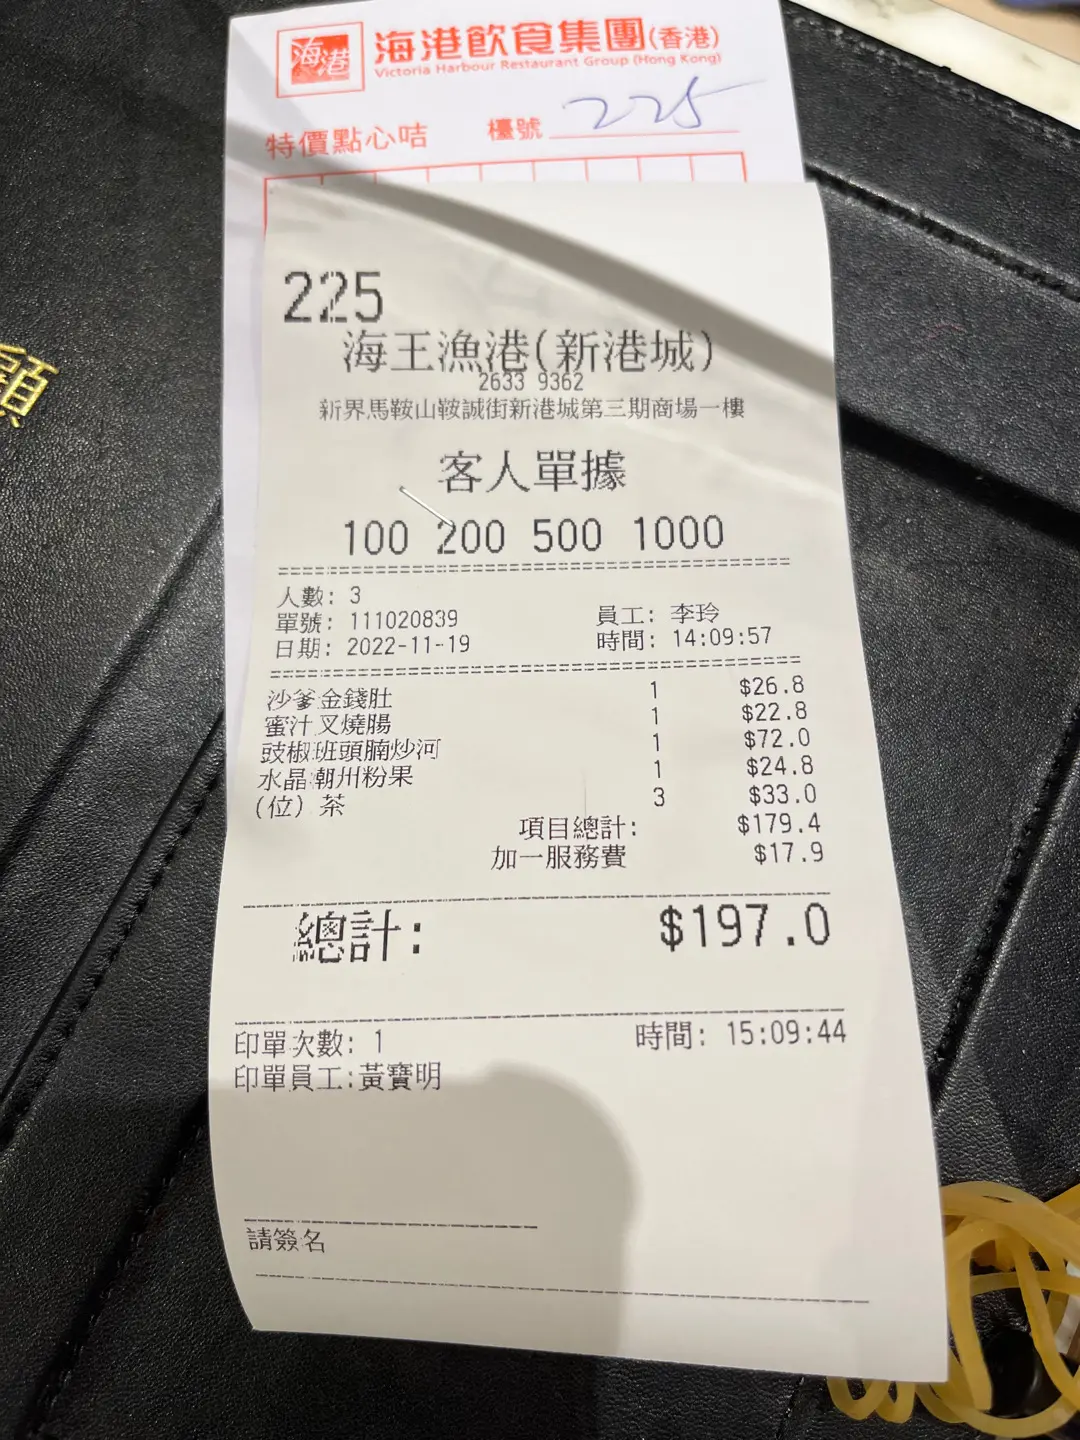 海港
海港飲食集團(香港)
Victoria Harbour Restaurant Group (Hong Kong)
特價點心咭 檯號 225
225
海王漁港(新港城)
2633 9362
新界馬鞍山鞍誠街新港城第三期商場一樓
客人單據
100 200 500 1000
人數: 3
單號: 111020839 員工: 李玲
日期: 2022-11-19 時間: 14:09:57
沙爹金錢肚 1 $26.8
蜜汁叉燒腸 1 $22.8
豉椒班頭腩炒河 1 $72.0
水晶潮州粉果 1 $24.8
(位) 茶 3 $33.0
項目總計: $179.4
加一服務費 $17.9
總計: $197.0
印單次數: 1 時間: 15:09:44
印單員工:黃寶明
請簽名